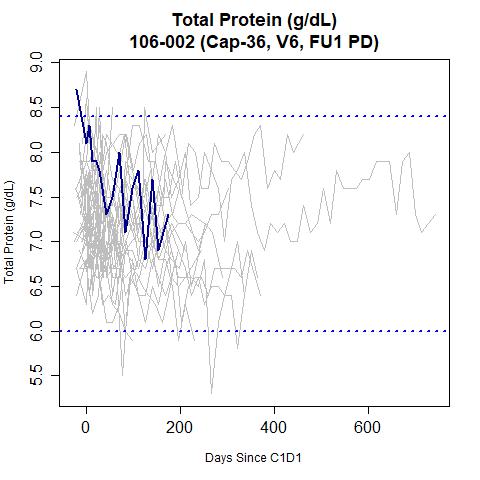 Total Protein (g/dL)
106-002 (Cap-36, V6, FU1 PD)
Total Protein (g/dL)
9.0
8.5
8.0
7.5
7.0
6.5
6.0
5.5
0 200 400 600
Days Since C1D1